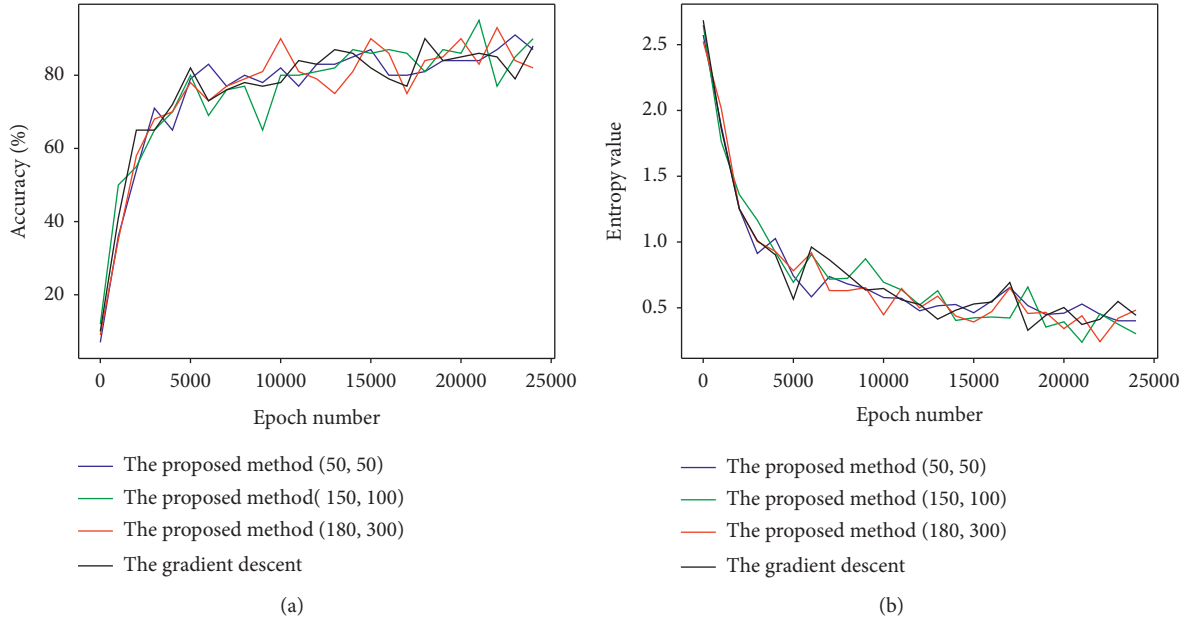 Accuracy (%)
80
60
40
20
0
5000
10000
15000
20000
25000
Epoch number
The proposed method (50, 50)
The proposed method( 150, 100)
The proposed method (180, 300)
The gradient descent
(a)
Entropy value
2.5
2.0
1.5
1.0
0.5
0
5000
10000
15000
20000
25000
Epoch number
The proposed method (50, 50)
The proposed method (150, 100)
The proposed method (180, 300)
The gradient descent
(b)